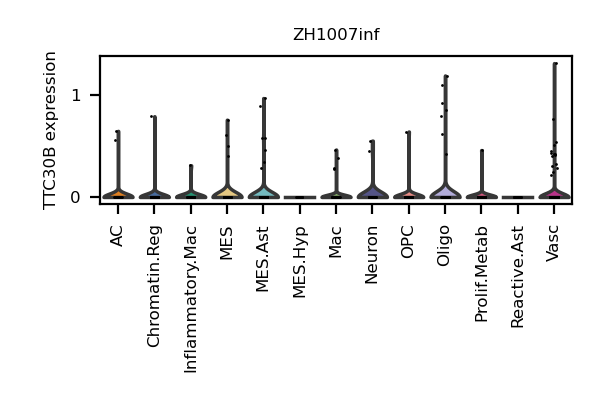 ZH1007inf
TTC30B expression
1
0
AC
Chromatin.Reg
Inflammatory.Mac
MES
MES.Ast
MES.Hyp
Mac
Neuron
OPC
Oligo
Prolif.Metab
Reactive.Ast
Vasc